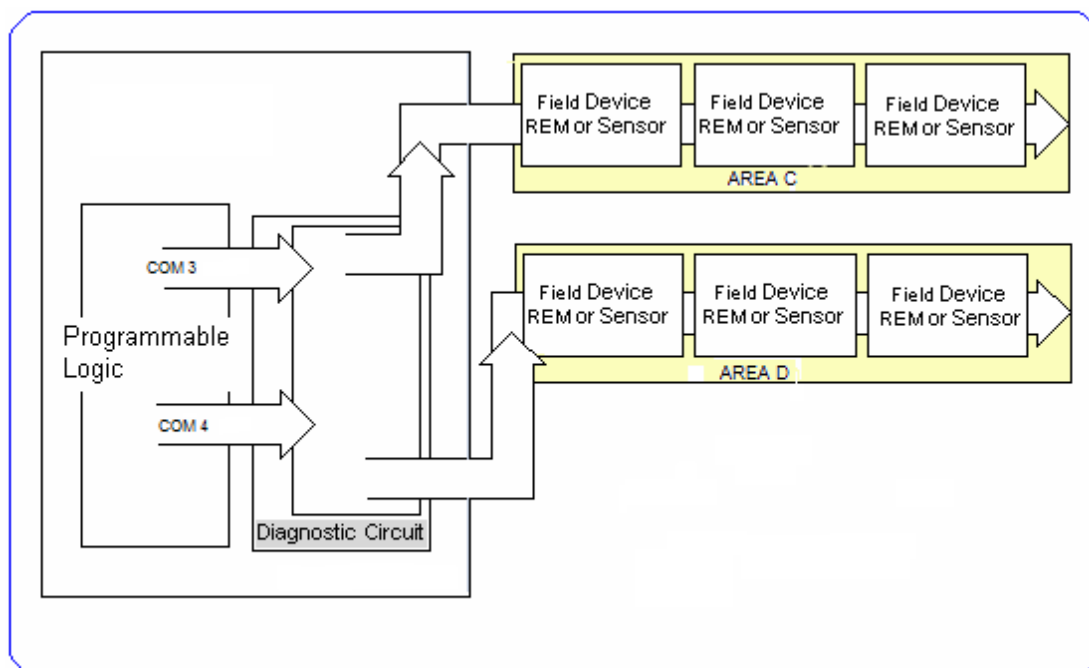 Field Device
REM or Sensor
Field Device
REM or Sensor
Field Device
REM or Sensor
AREA C
COM 3
Field Device
REM or Sensor
Field Device
REM or Sensor
Field Device
REM or Sensor
AREA D
Programmable
Logic
COM 4
Diagnostic Circuit